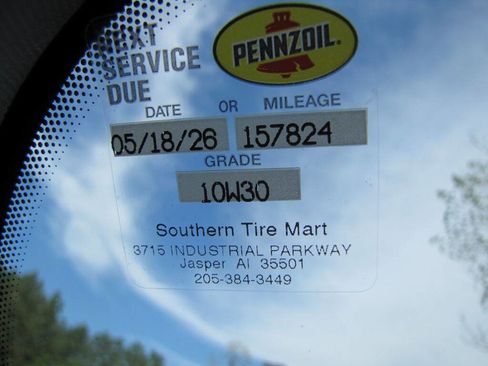 NEXT
SERVICE
DUE
PENNZOIL®
DATE OR MILEAGE
05/18/26 157824
GRADE
10W30
Southern Tire Mart
3715 INDUSTRIAL PARKWAY
Jasper Al 35501
205-384-3449